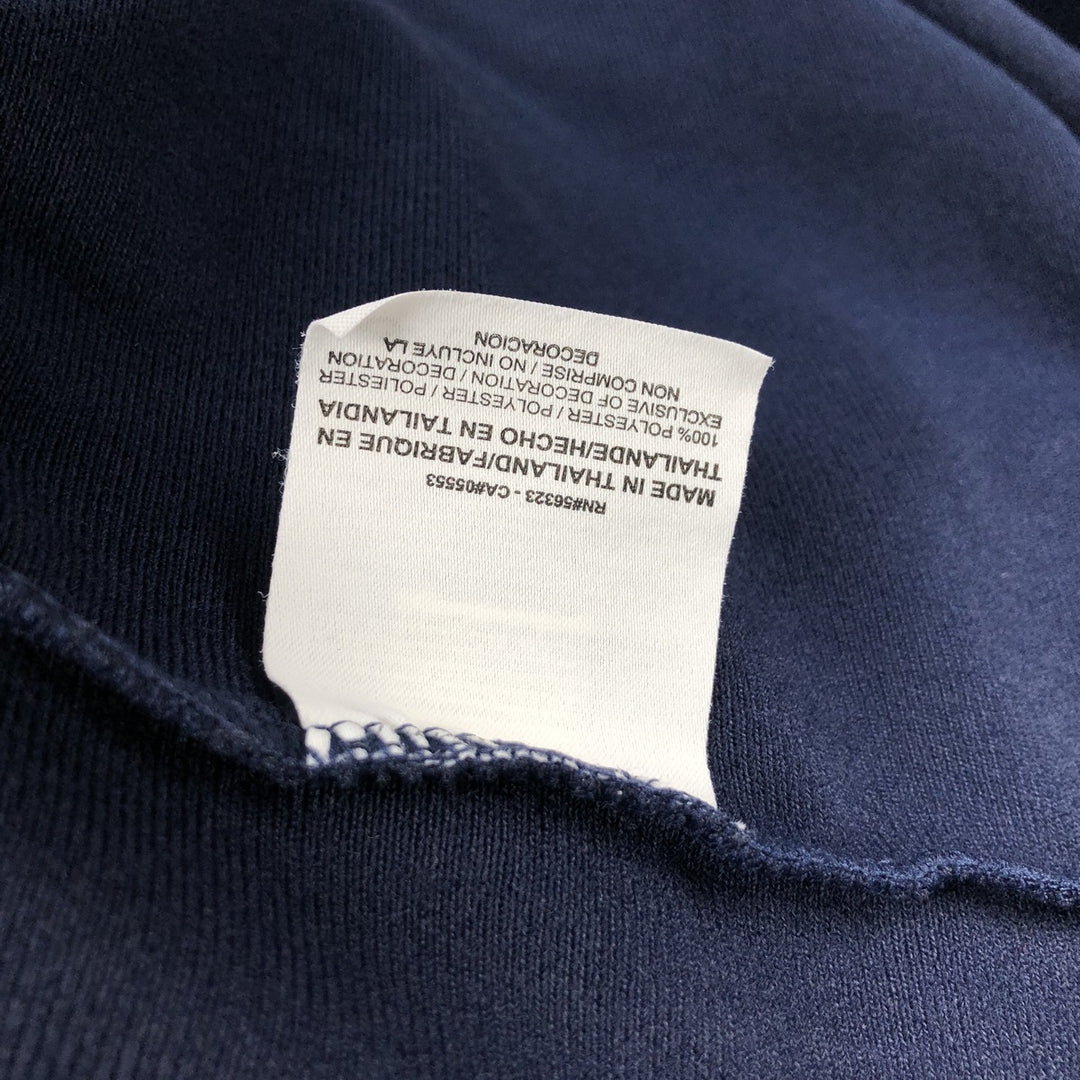 RN#56323 - CA#05553
MADE IN THAILAND/FABRIQUE EN
THAILANDE/HECHO EN TAILANDIA
100% POLYESTER / POLYESTER / POLIESTER
EXCLUSIVE OF DECORATION / DECORATION
NON COMPRISE / NO INCLUYE LA
DECORACION